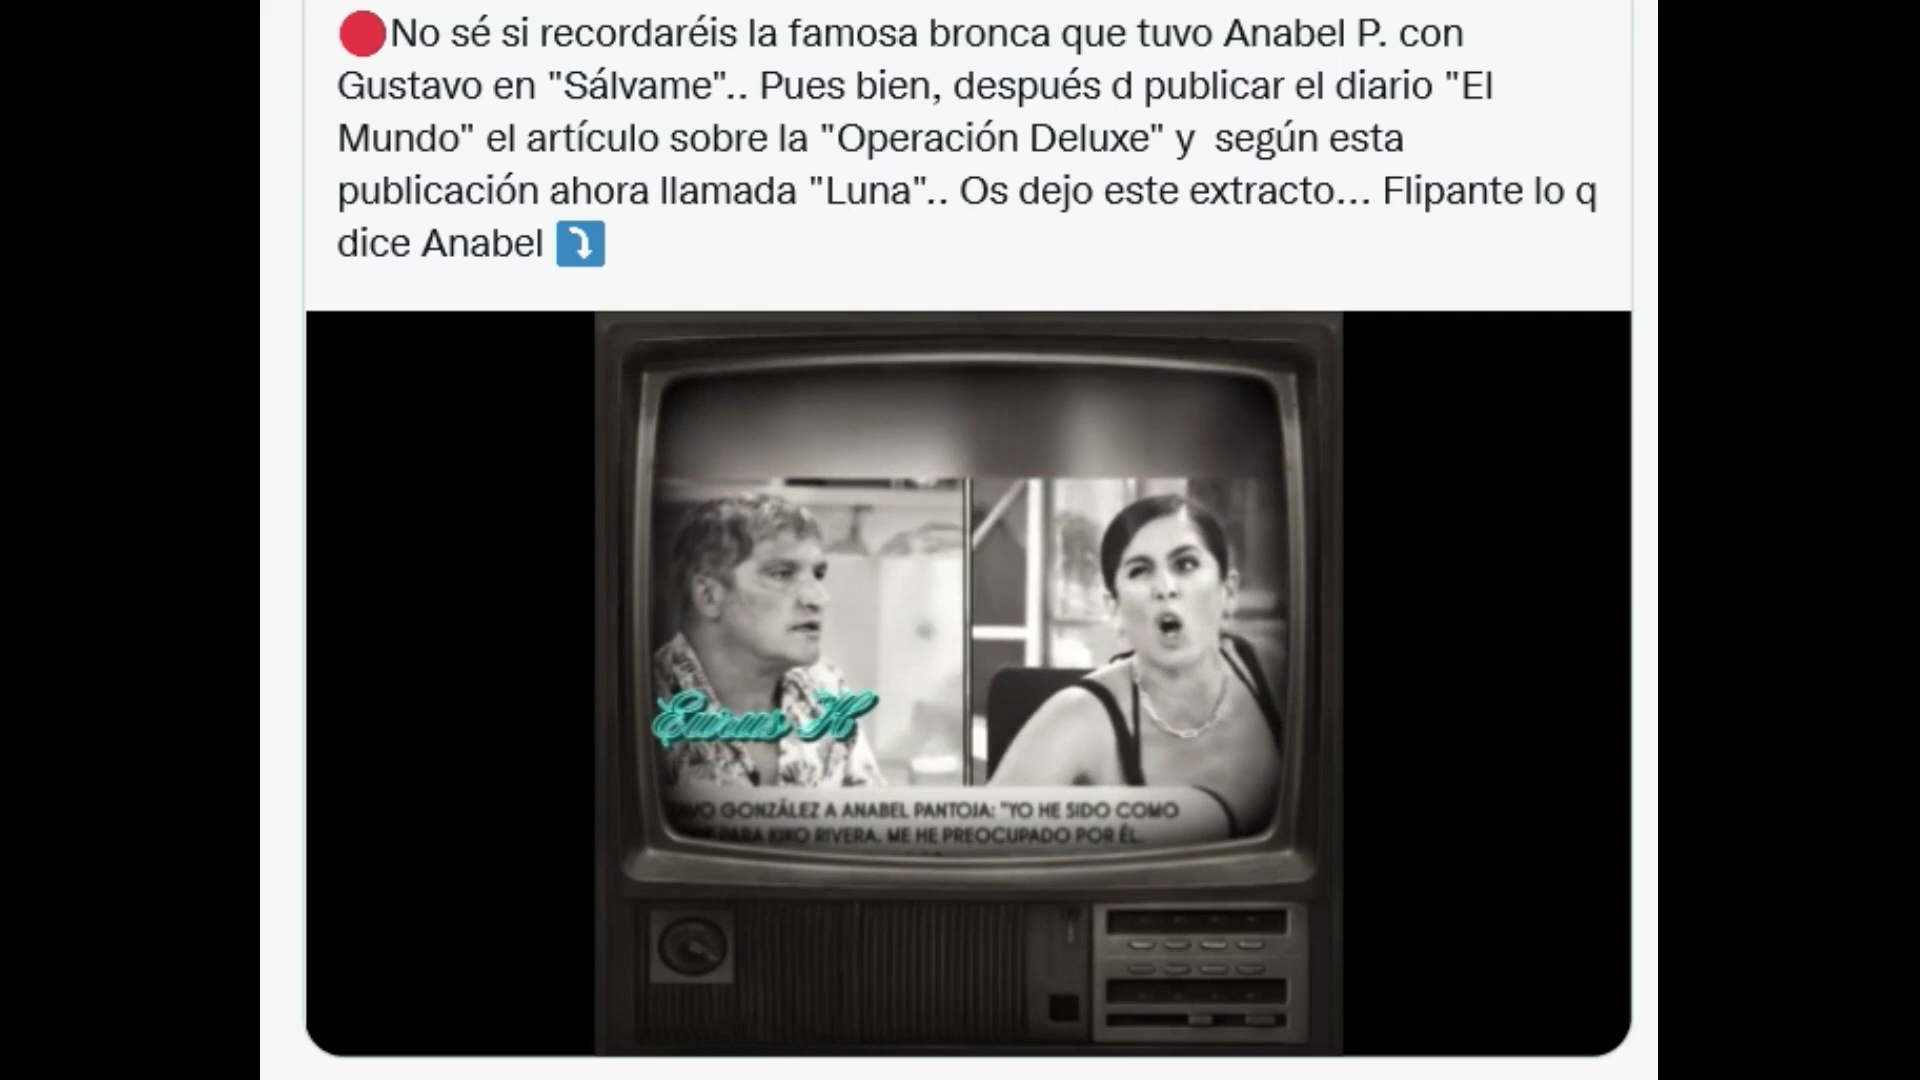 No sé si recordaréis la famosa bronca que tuvo Anabel P. con
Gustavo en "Sálvame".. Pues bien, después d publicar el diario "El
Mundo" el artículo sobre la "Operación Deluxe" y  según esta
publicación ahora llamada "Luna".. Os dejo este extracto... Flipante lo q
dice Anabel
Eurus H
GONZÁLEZ A ANABEL PANTOJA: "YO HE SIDO COMO
PARA KIKO RIVERA. ME HE PREOCUPADO POR ÉL.